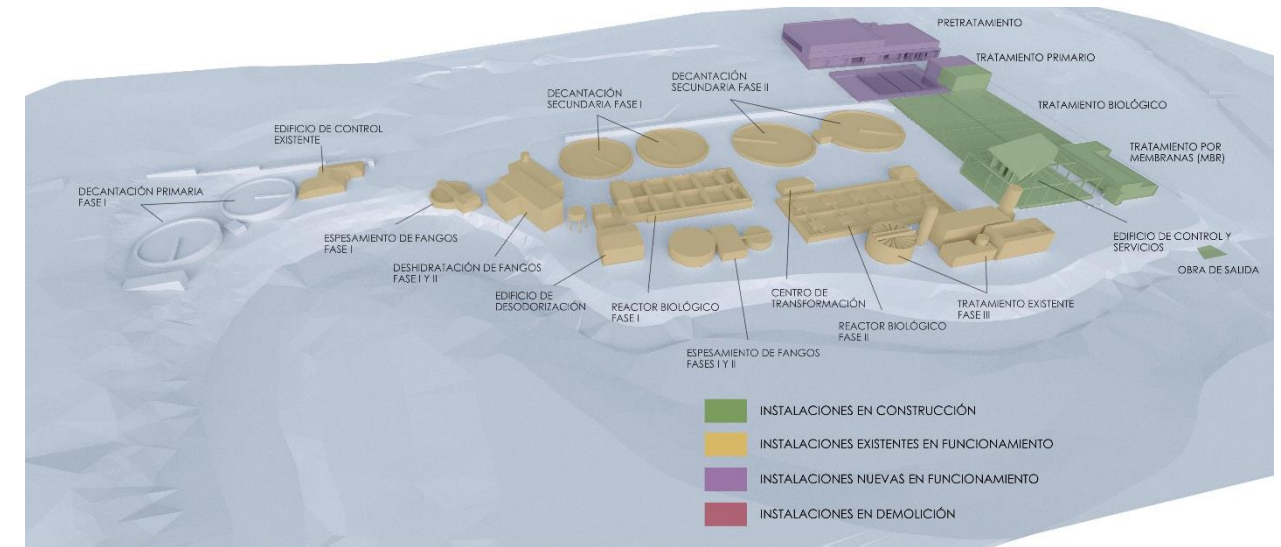 PRETRATAMIENTO
TRATAMIENTO PRIMARIO
DECANTACIÓN
SECUNDARIA FASE II
DECANTACIÓN
SECUNDARIA FASE I
TRATAMIENTO BIOLÓGICO
EDIFICIO DE CONTROL
EXISTENTE
TRATAMIENTO POR
MEMBRANAS (MBR)
DECANTACIÓN PRIMARIA
FASE I
ESPESAMIENTO DE FANGOS
FASE I
DESHIDRATACIÓN DE FANGOS
FASE I Y II
EDIFICIO DE
DESODORIZACIÓN
REACTOR BIOLÓGICO
FASE I
ESPESAMIENTO DE FANGOS
FASES I Y II
CENTRO DE
TRANSFORMACIÓN
REACTOR BIOLÓGICO
FASE II
TRATAMIENTO EXISTENTE
FASE III
EDIFICIO DE CONTROL Y
SERVICIOS
OBRA DE SALIDA
INSTALACIONES EN CONSTRUCCIÓN
INSTALACIONES EXISTENTES EN FUNCIONAMIENTO
INSTALACIONES NUEVAS EN FUNCIONAMIENTO
INSTALACIONES EN DEMOLICIÓN